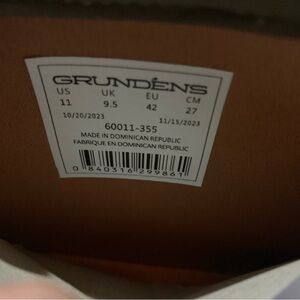 GRUNDÉNS
US UK EU CM
11 9.5 42 27
10/20/2023 11/15/2023
60011-355
MADE IN DOMINICAN REPUBLIC
FABRIQUE EN DOMINICAN REPUBLIC
0 840316 299861